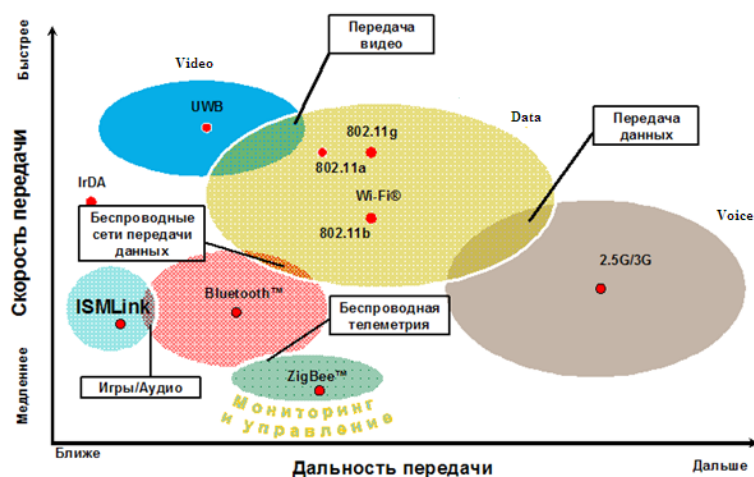 Быстрее
Скорость передачи
Медленнее
Video
Передача
видео
UWB
Data
802.11g
802.11a
Передача
данных
IrDA
Wi-Fi®
802.11b
Voice
Беспроводные
сети передачи
данных
2.5G/3G
ISMLink
Bluetooth™
Беспроводная
телеметрия
Игры/Аудио
ZigBee™
Мониторинг
и управление
Ближе
Дальность передачи
Дальше